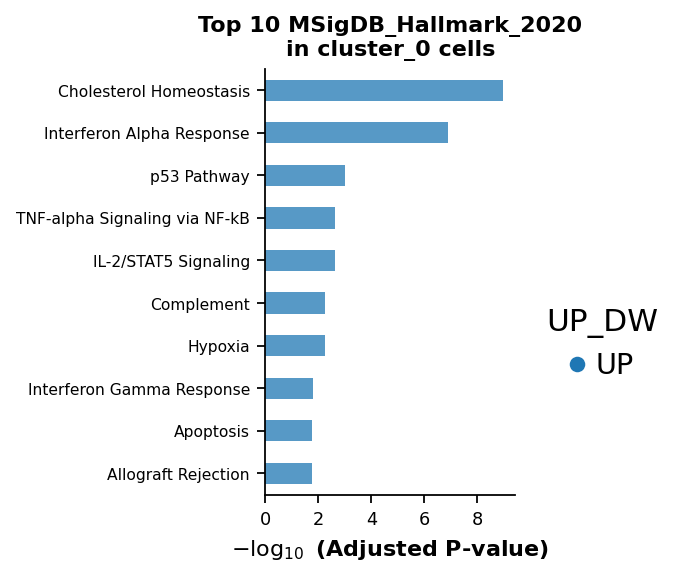 Top 10 MSigDB_Hallmark_2020
in cluster_0 cells
Cholesterol Homeostasis
Interferon Alpha Response
p53 Pathway
TNF-alpha Signaling via NF-kB
IL-2/STAT5 Signaling
Complement
Hypoxia
Interferon Gamma Response
Apoptosis
Allograft Rejection
0 2 4 6 8
−log₁₀ (Adjusted P-value)
UP_DW
UP